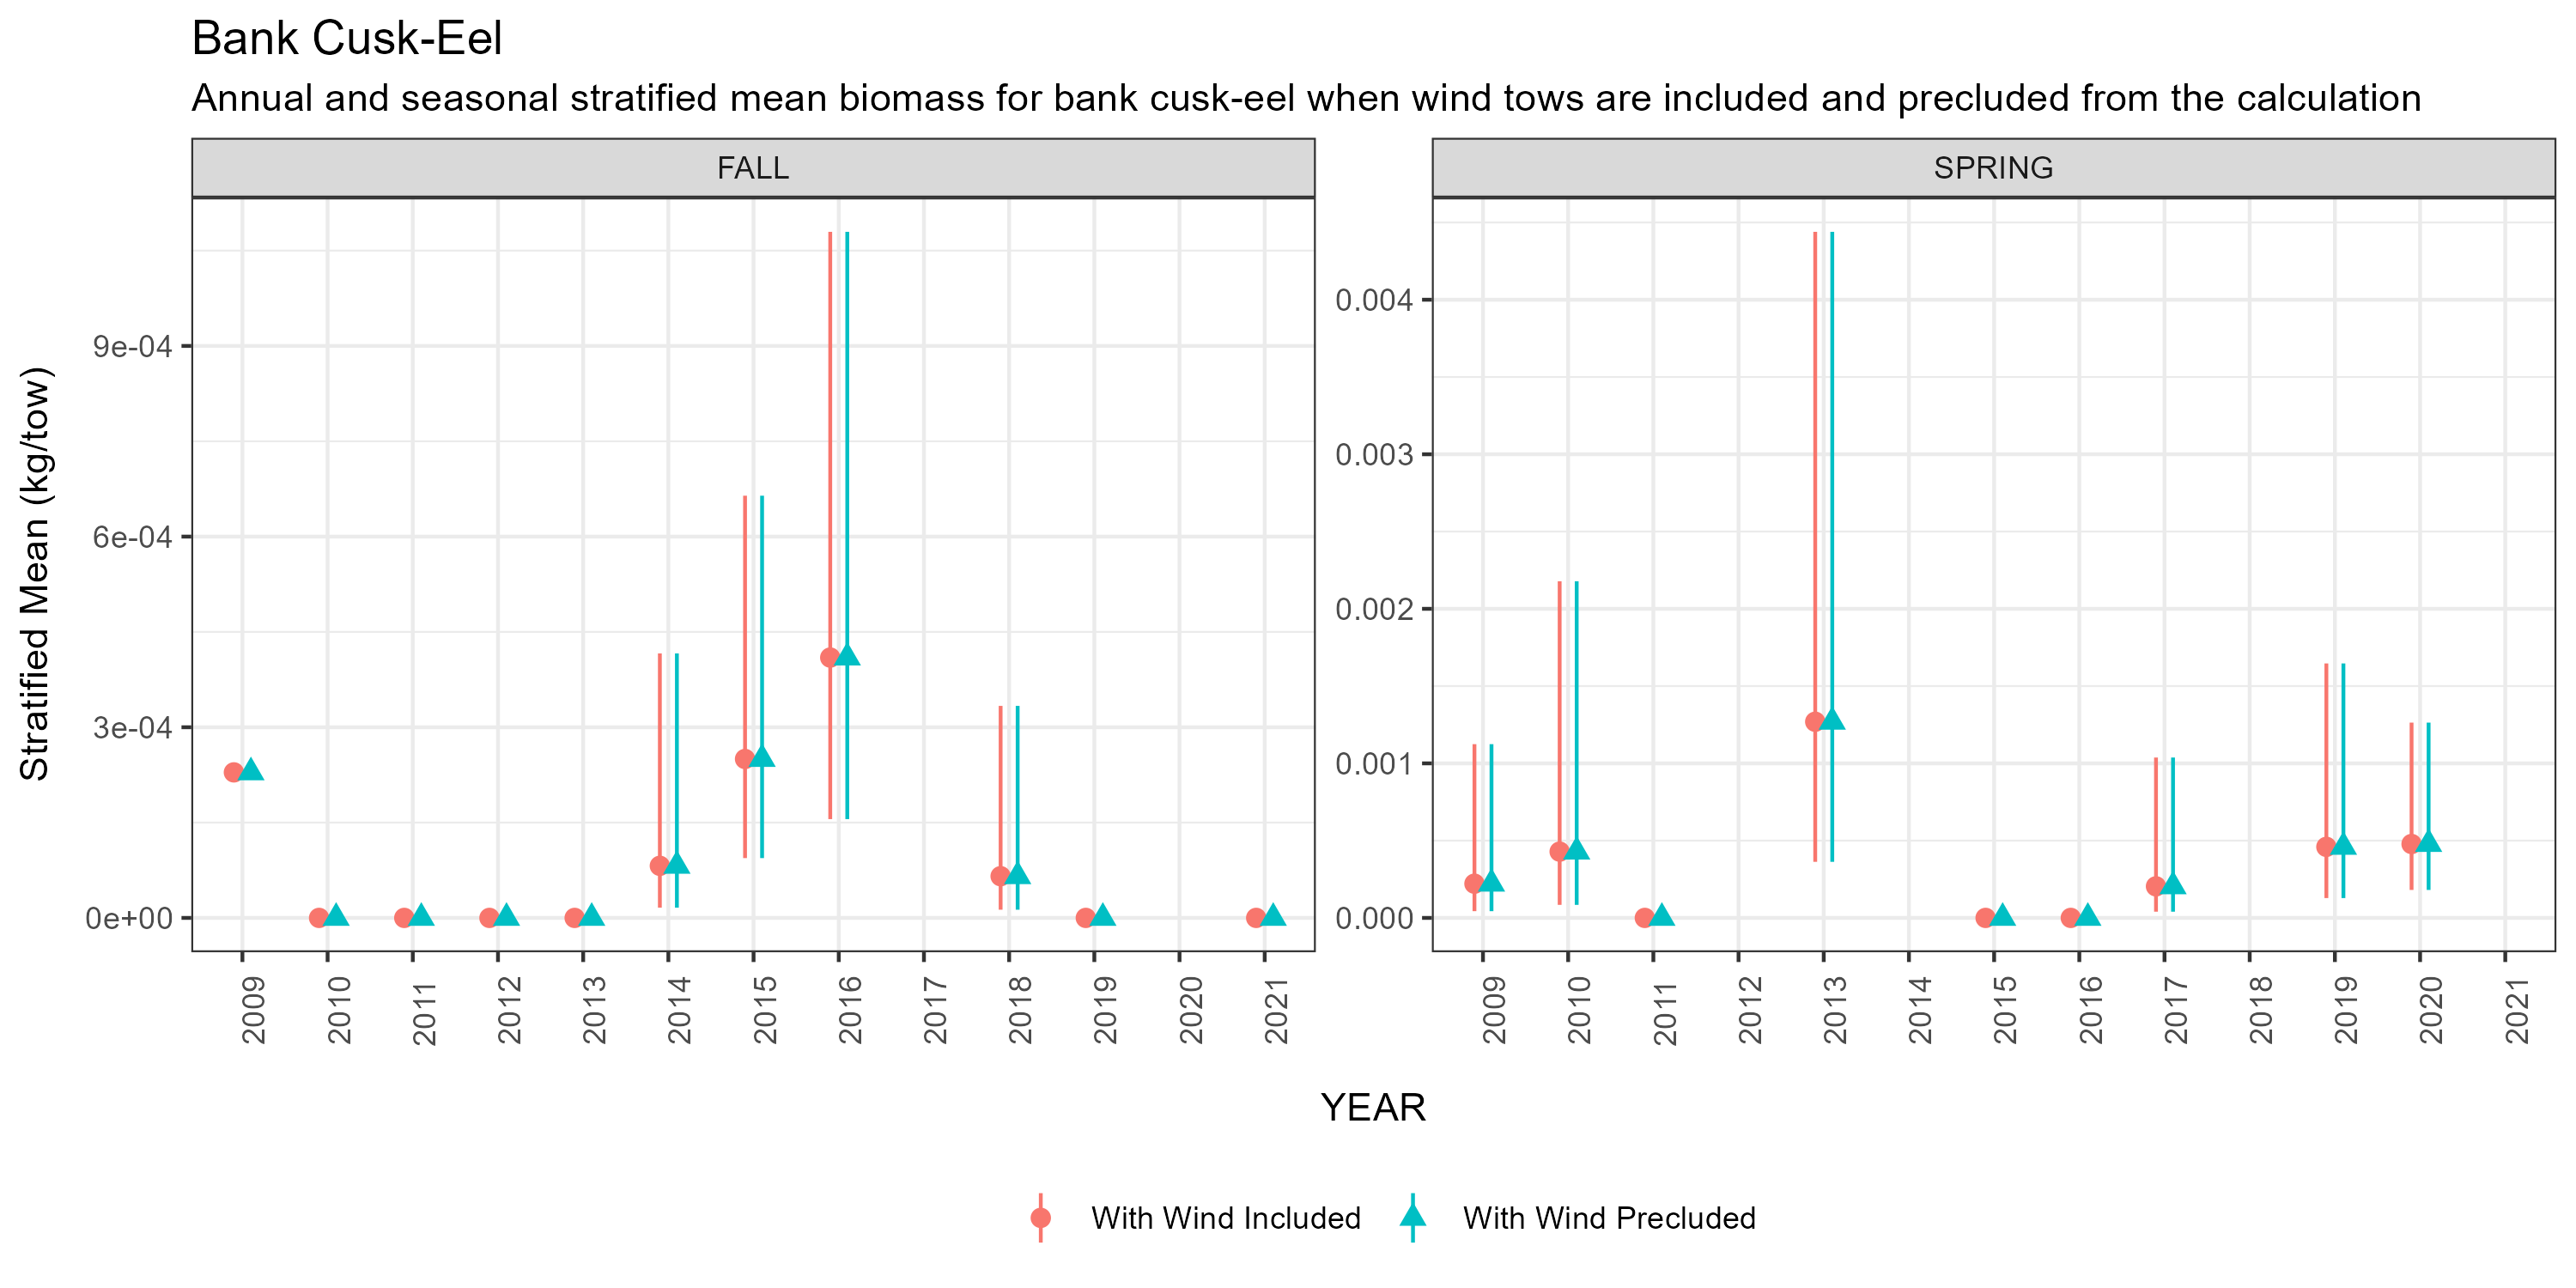 Bank Cusk-Eel
Annual and seasonal stratified mean biomass for bank cusk-eel when wind tows are included and precluded from the calculation
FALL
SPRING
Stratified Mean (kg/tow)
9e-04
6e-04
3e-04
0e+00
0.004
0.003
0.002
0.001
0.000
2009 2010 2011 2012 2013 2014 2015 2016 2017 2018 2019 2020 2021
2009 2010 2011 2012 2013 2014 2015 2016 2017 2018 2019 2020 2021
YEAR
With Wind Included
With Wind Precluded